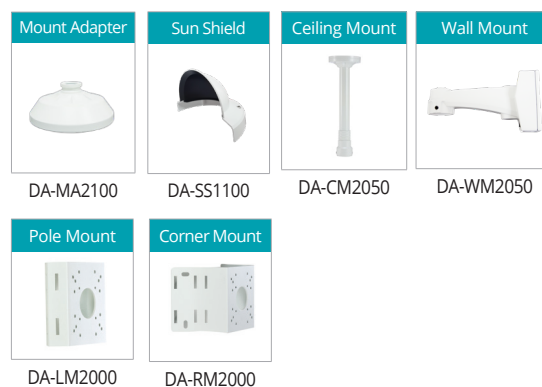 Mount Adapter
Sun Shield
Ceiling Mount
Wall Mount
DA-MA2100
DA-SS1100
DA-CM2050
DA-WM2050
Pole Mount
Corner Mount
DA-LM2000
DA-RM2000